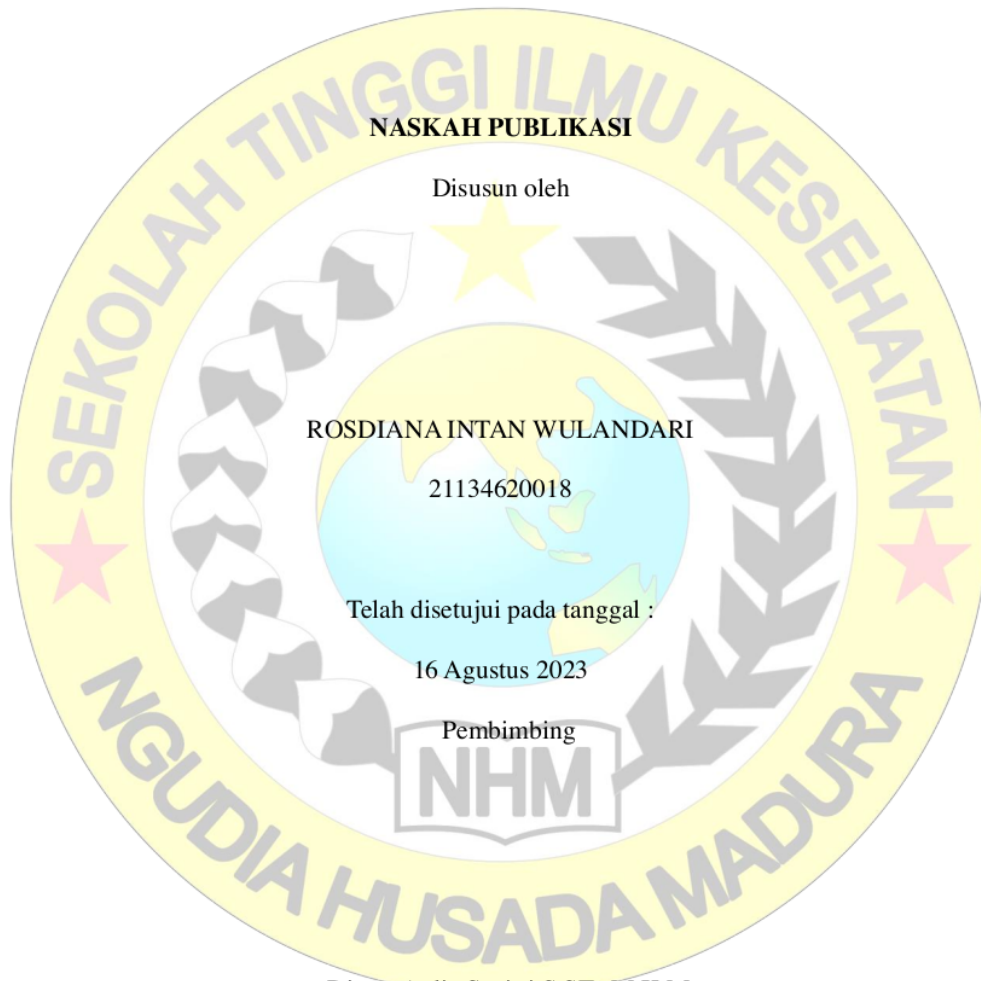 SEKOLAH TINGGI ILMU KESEHATAN
NASKAH PUBLIKASI
Disusun oleh
ROSDIANA INTAN WULANDARI
21134620018
Telah disetujui pada tanggal :
16 Agustus 2023
Pembimbing
NHM
NGUDIA HUSADA MADURA